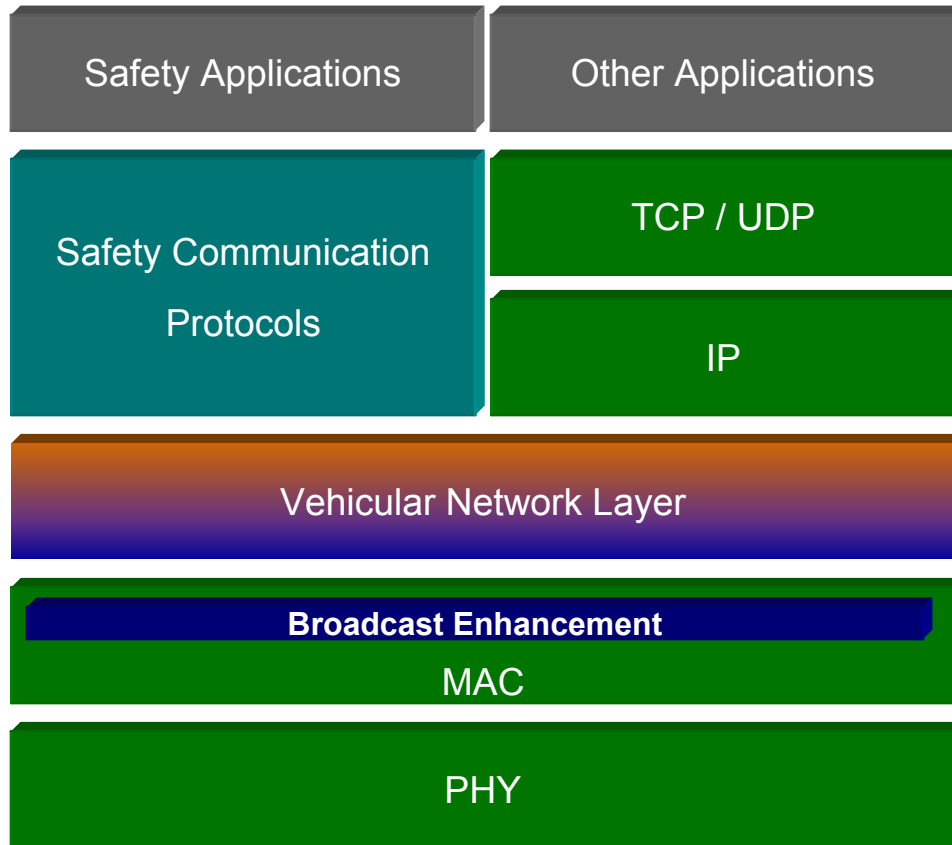 Safety Applications
Other Applications
Safety Communication
Protocols
TCP / UDP
IP
Vehicular Network Layer
Broadcast Enhancement
MAC
PHY